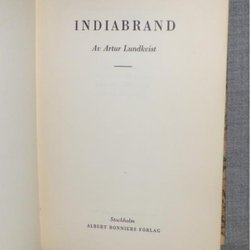 INDIABRAND
Av Artur Lundkvist
Stockholm
ALBERT BONNIERS FÖRLAG